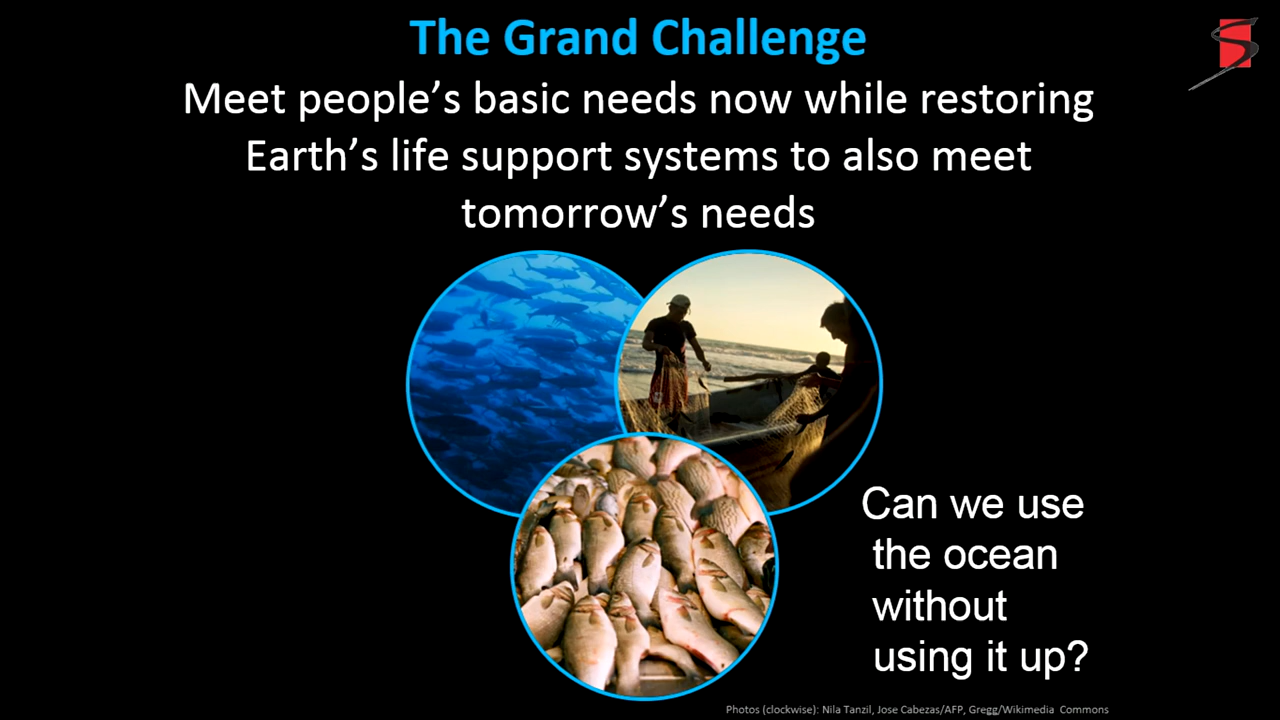 The Grand Challenge
Meet people’s basic needs now while restoring
Earth’s life support systems to also meet
tomorrow’s needs
Can we use
the ocean
without
using it up?
Photos (clockwise): Nila Tanzil, Jose Cabezas/AFP, Gregg/Wikimedia Commons